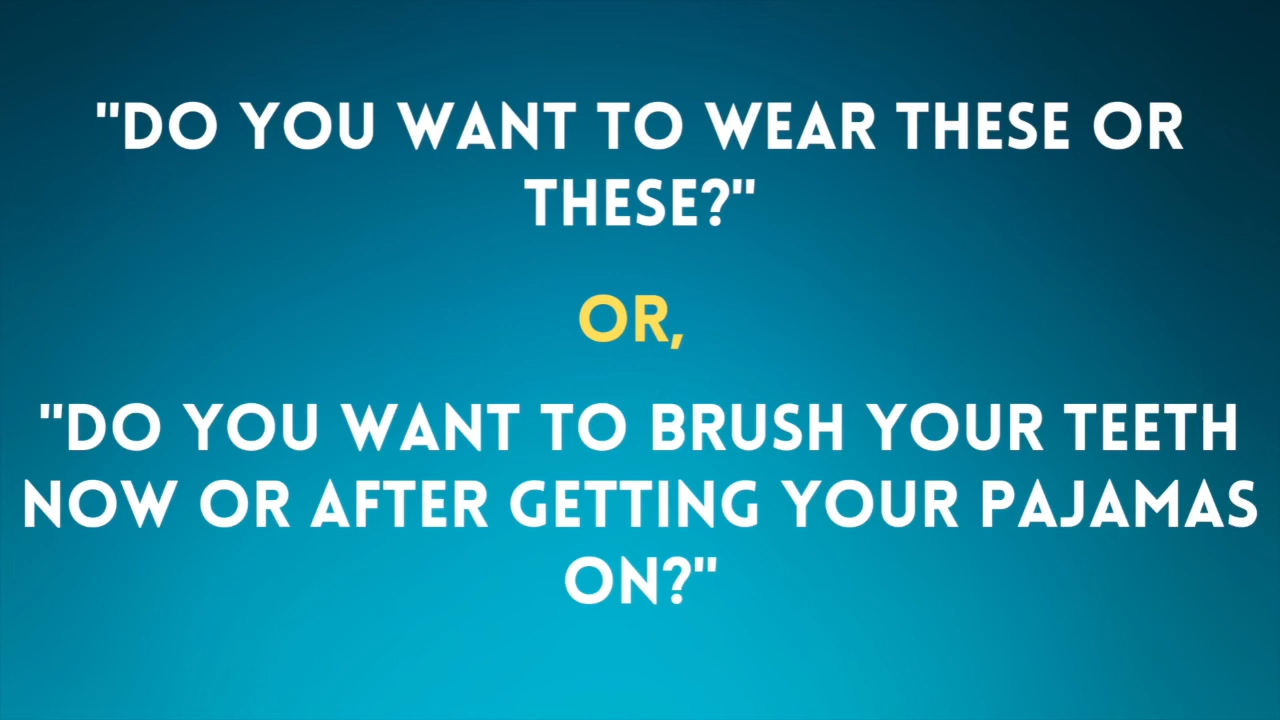 "DO YOU WANT TO WEAR THESE OR
THESE?"
OR,
"DO YOU WANT TO BRUSH YOUR TEETH
NOW OR AFTER GETTING YOUR PAJAMAS
ON?"